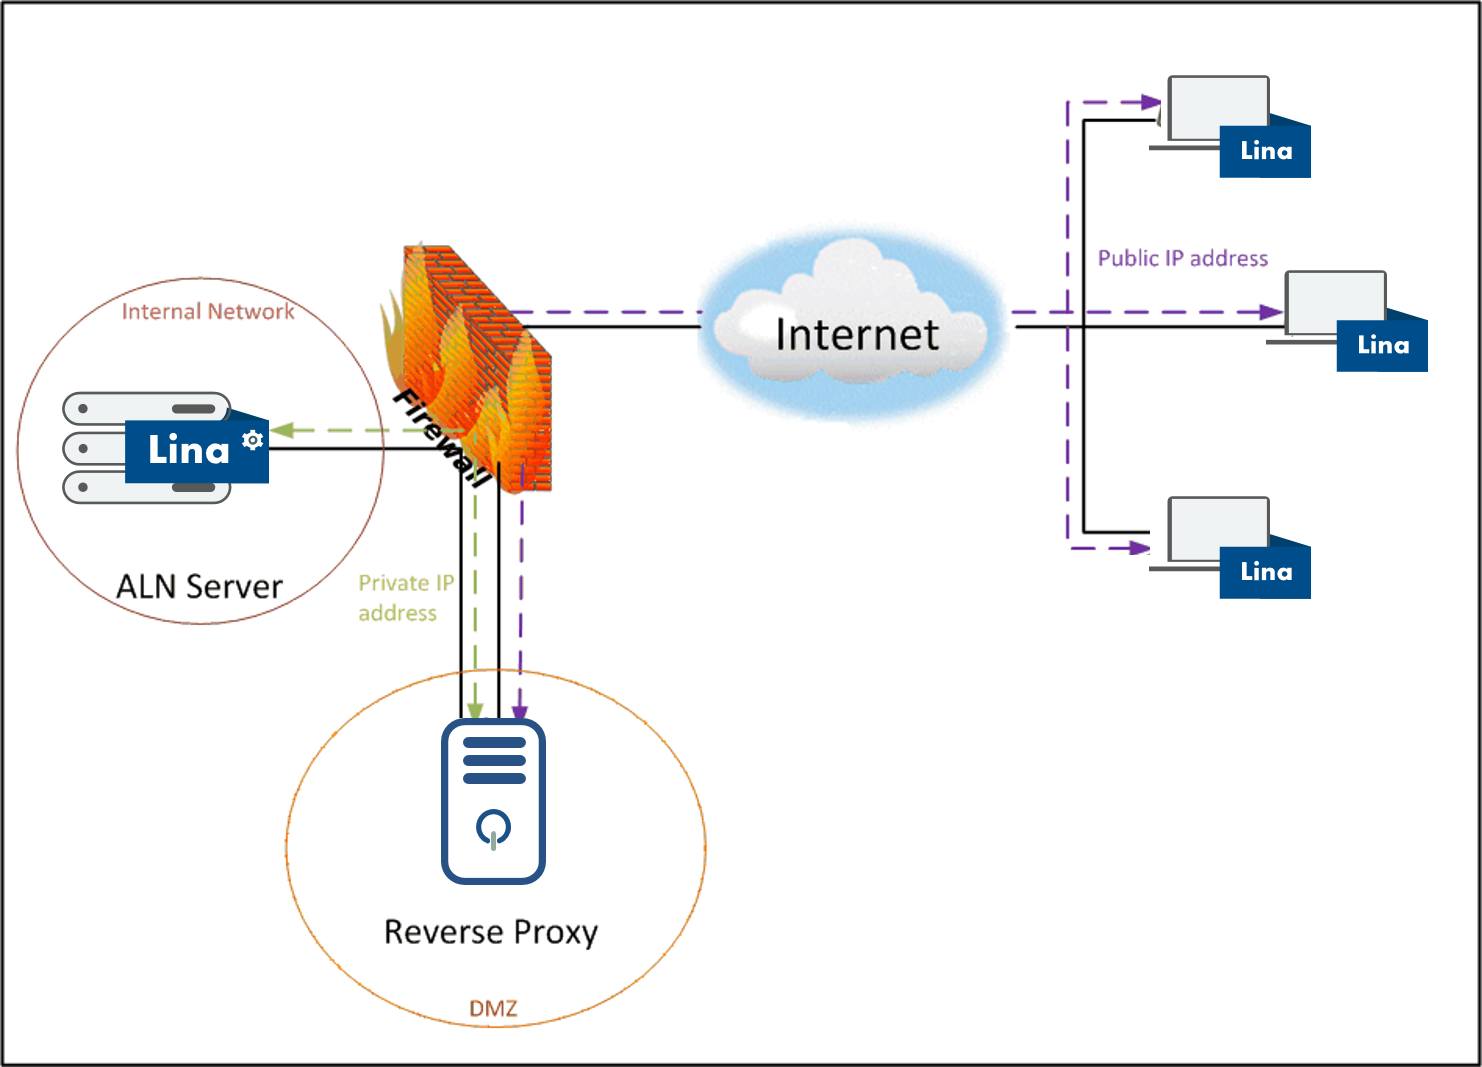 Lina
Public IP address
Internal Network
Internet
Lina
Firewall
Lina
ALN Server
Private IP
address
Lina
Reverse Proxy
DMZ